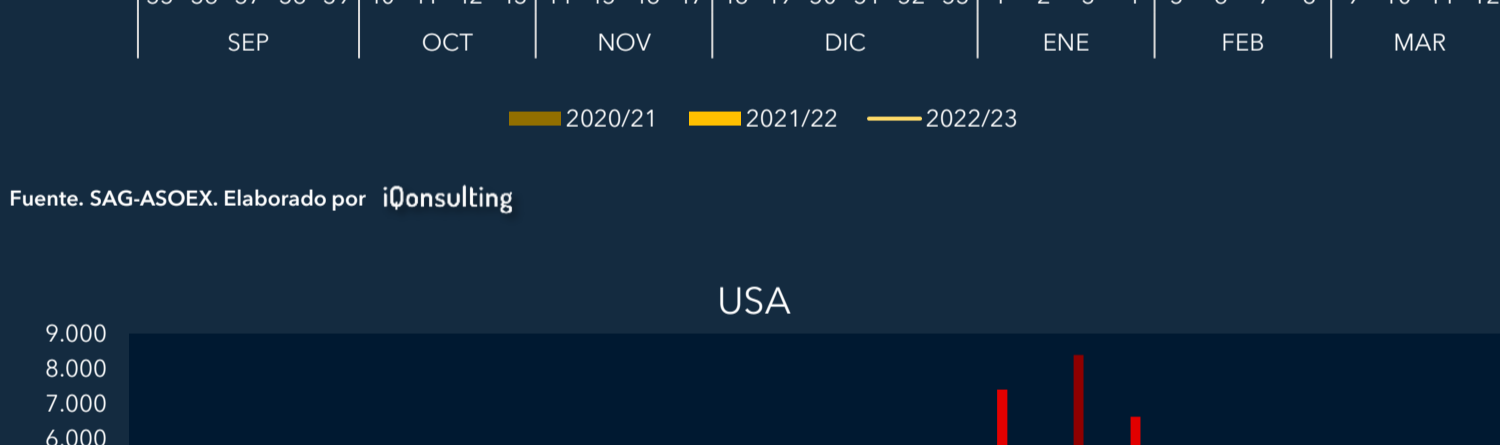 SEP OCT NOV DIC ENE FEB MAR
2020/21 2021/22 2022/23
Fuente. SAG-ASOEX. Elaborado por iQonsulting
USA
9.000
8.000
7.000
6.000